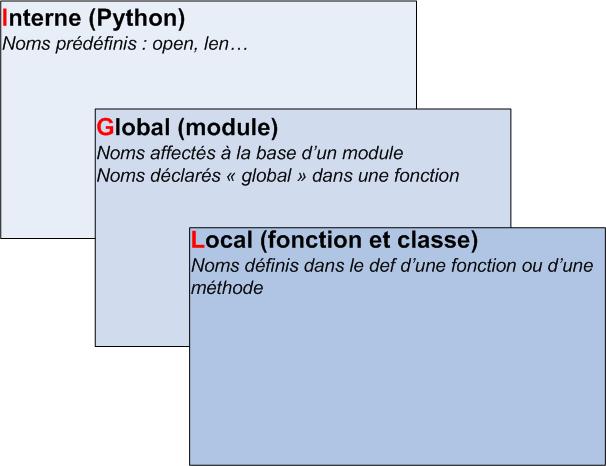 Interne (Python)
Noms prédéfinis : open, len…
Global (module)
Noms affectés à la base d’un module
Noms déclarés « global » dans une fonction
Local (fonction et classe)
Noms définis dans le def d’une fonction ou d’une
méthode